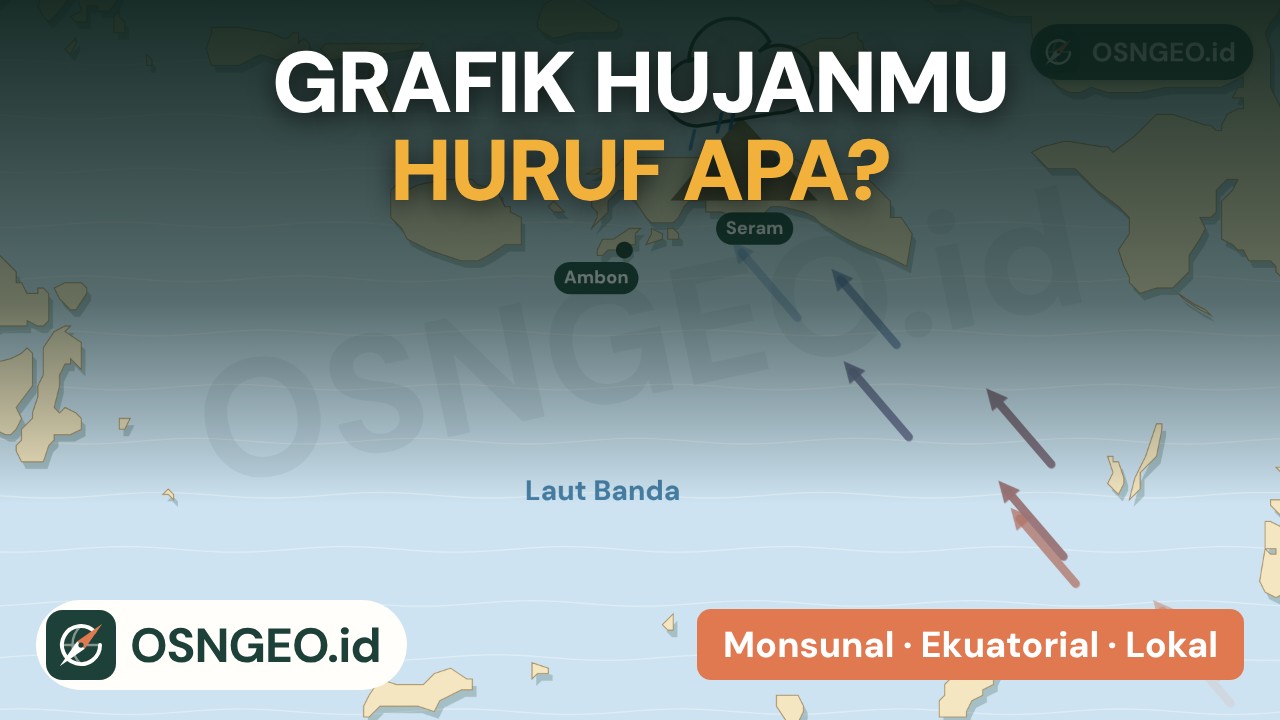 GRAFIK HUJANMU
HURUF APA?
OSNGEO.id
Seram
Ambon
OSNGEO.id
Laut Banda
OSNGEO.id
Monsunal · Ekuatorial · Lokal